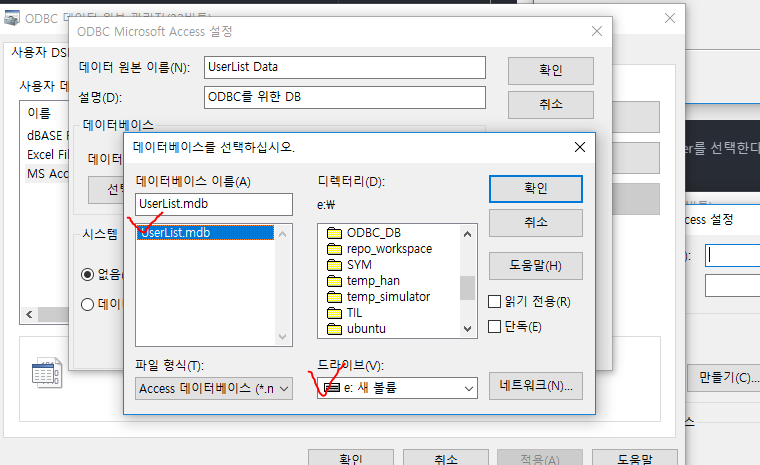 ODBC 데이터 원본 관리자(32비트)
ODBC Microsoft Access 설정
사용자 DS
데이터 원본 이름(N):
UserList Data
확인
사용자 데
설명(D):
ODBC를 위한 DB
취소
이름
데이터베이스
dBASE F
Excel File
MS Acc
데이터베이스를 선택하십시오.
er를 선택한다
데이터베이스 이름(A)
디렉터리(D):
확인
UserList.mdb
e:₩
취소
선택
cess 설정
UserList.mdb
ODBC_DB
repo_workspace
SYM
temp_han
temp_simulator
TIL
ubuntu
시스템
없음(
데이
):
도움말(H)
읽기 전용(R)
단독(E)
파일 형식(T):
드라이브(V):
Access 데이터베이스 (*.n
e: 새 볼륨
네트워크(N)...
만들기(C)...
스
확인
취소
적용(A)
도움말